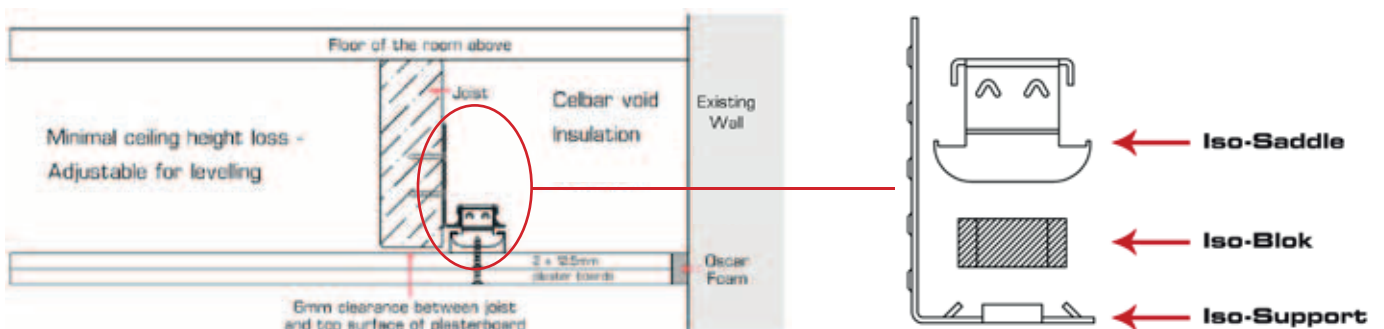 Floor of the room above
Joist
Celbar void
Insulation
Existing
Wall
Minimal ceiling height loss -
Adjustable for levelling
2 x 12.5mm
plaster boards
Oscar
Foam
6mm clearance between joist
and top surface of plasterboard
Iso-Saddle
Iso-Blok
Iso-Support